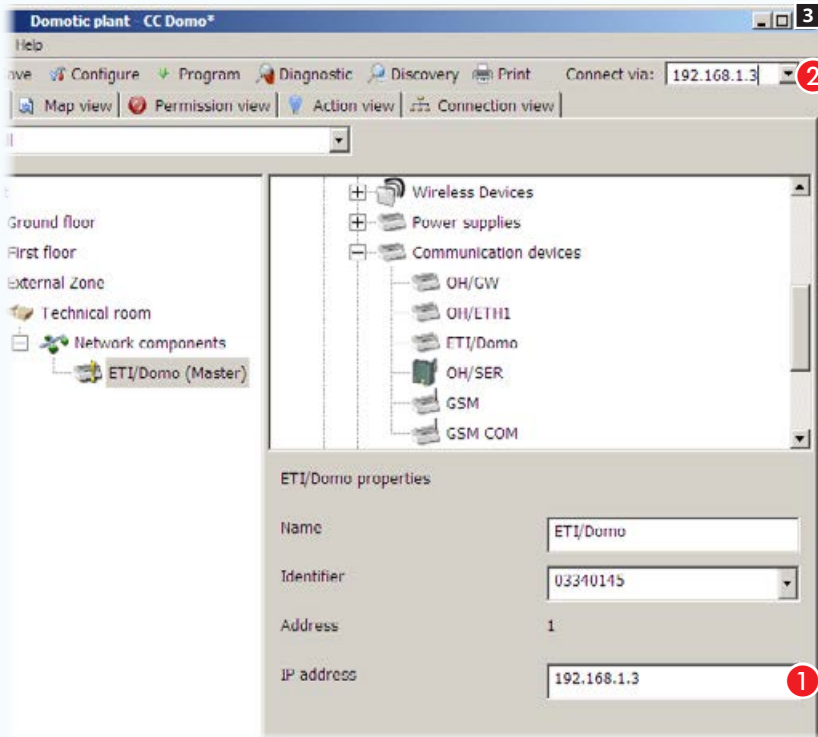 Domotic plant CC Domo*
3
Help
ave Configure Program Diagnostic Discovery Print Connect via: 192.168.1.3 2
Map view Permission view Action view Connection view
ll
Wireless Devices
Ground floor
Power supplies
First floor
Communication devices
External Zone
OH/GW
Technical room
OH/ETH1
Network components
ETI/Domo
ETI/Domo (Master)
OH/SER
GSM
GSM COM
ETI/Domo properties
Name ETI/Domo
Identifier 03340145
Address 1
IP address 192.168.1.3 1